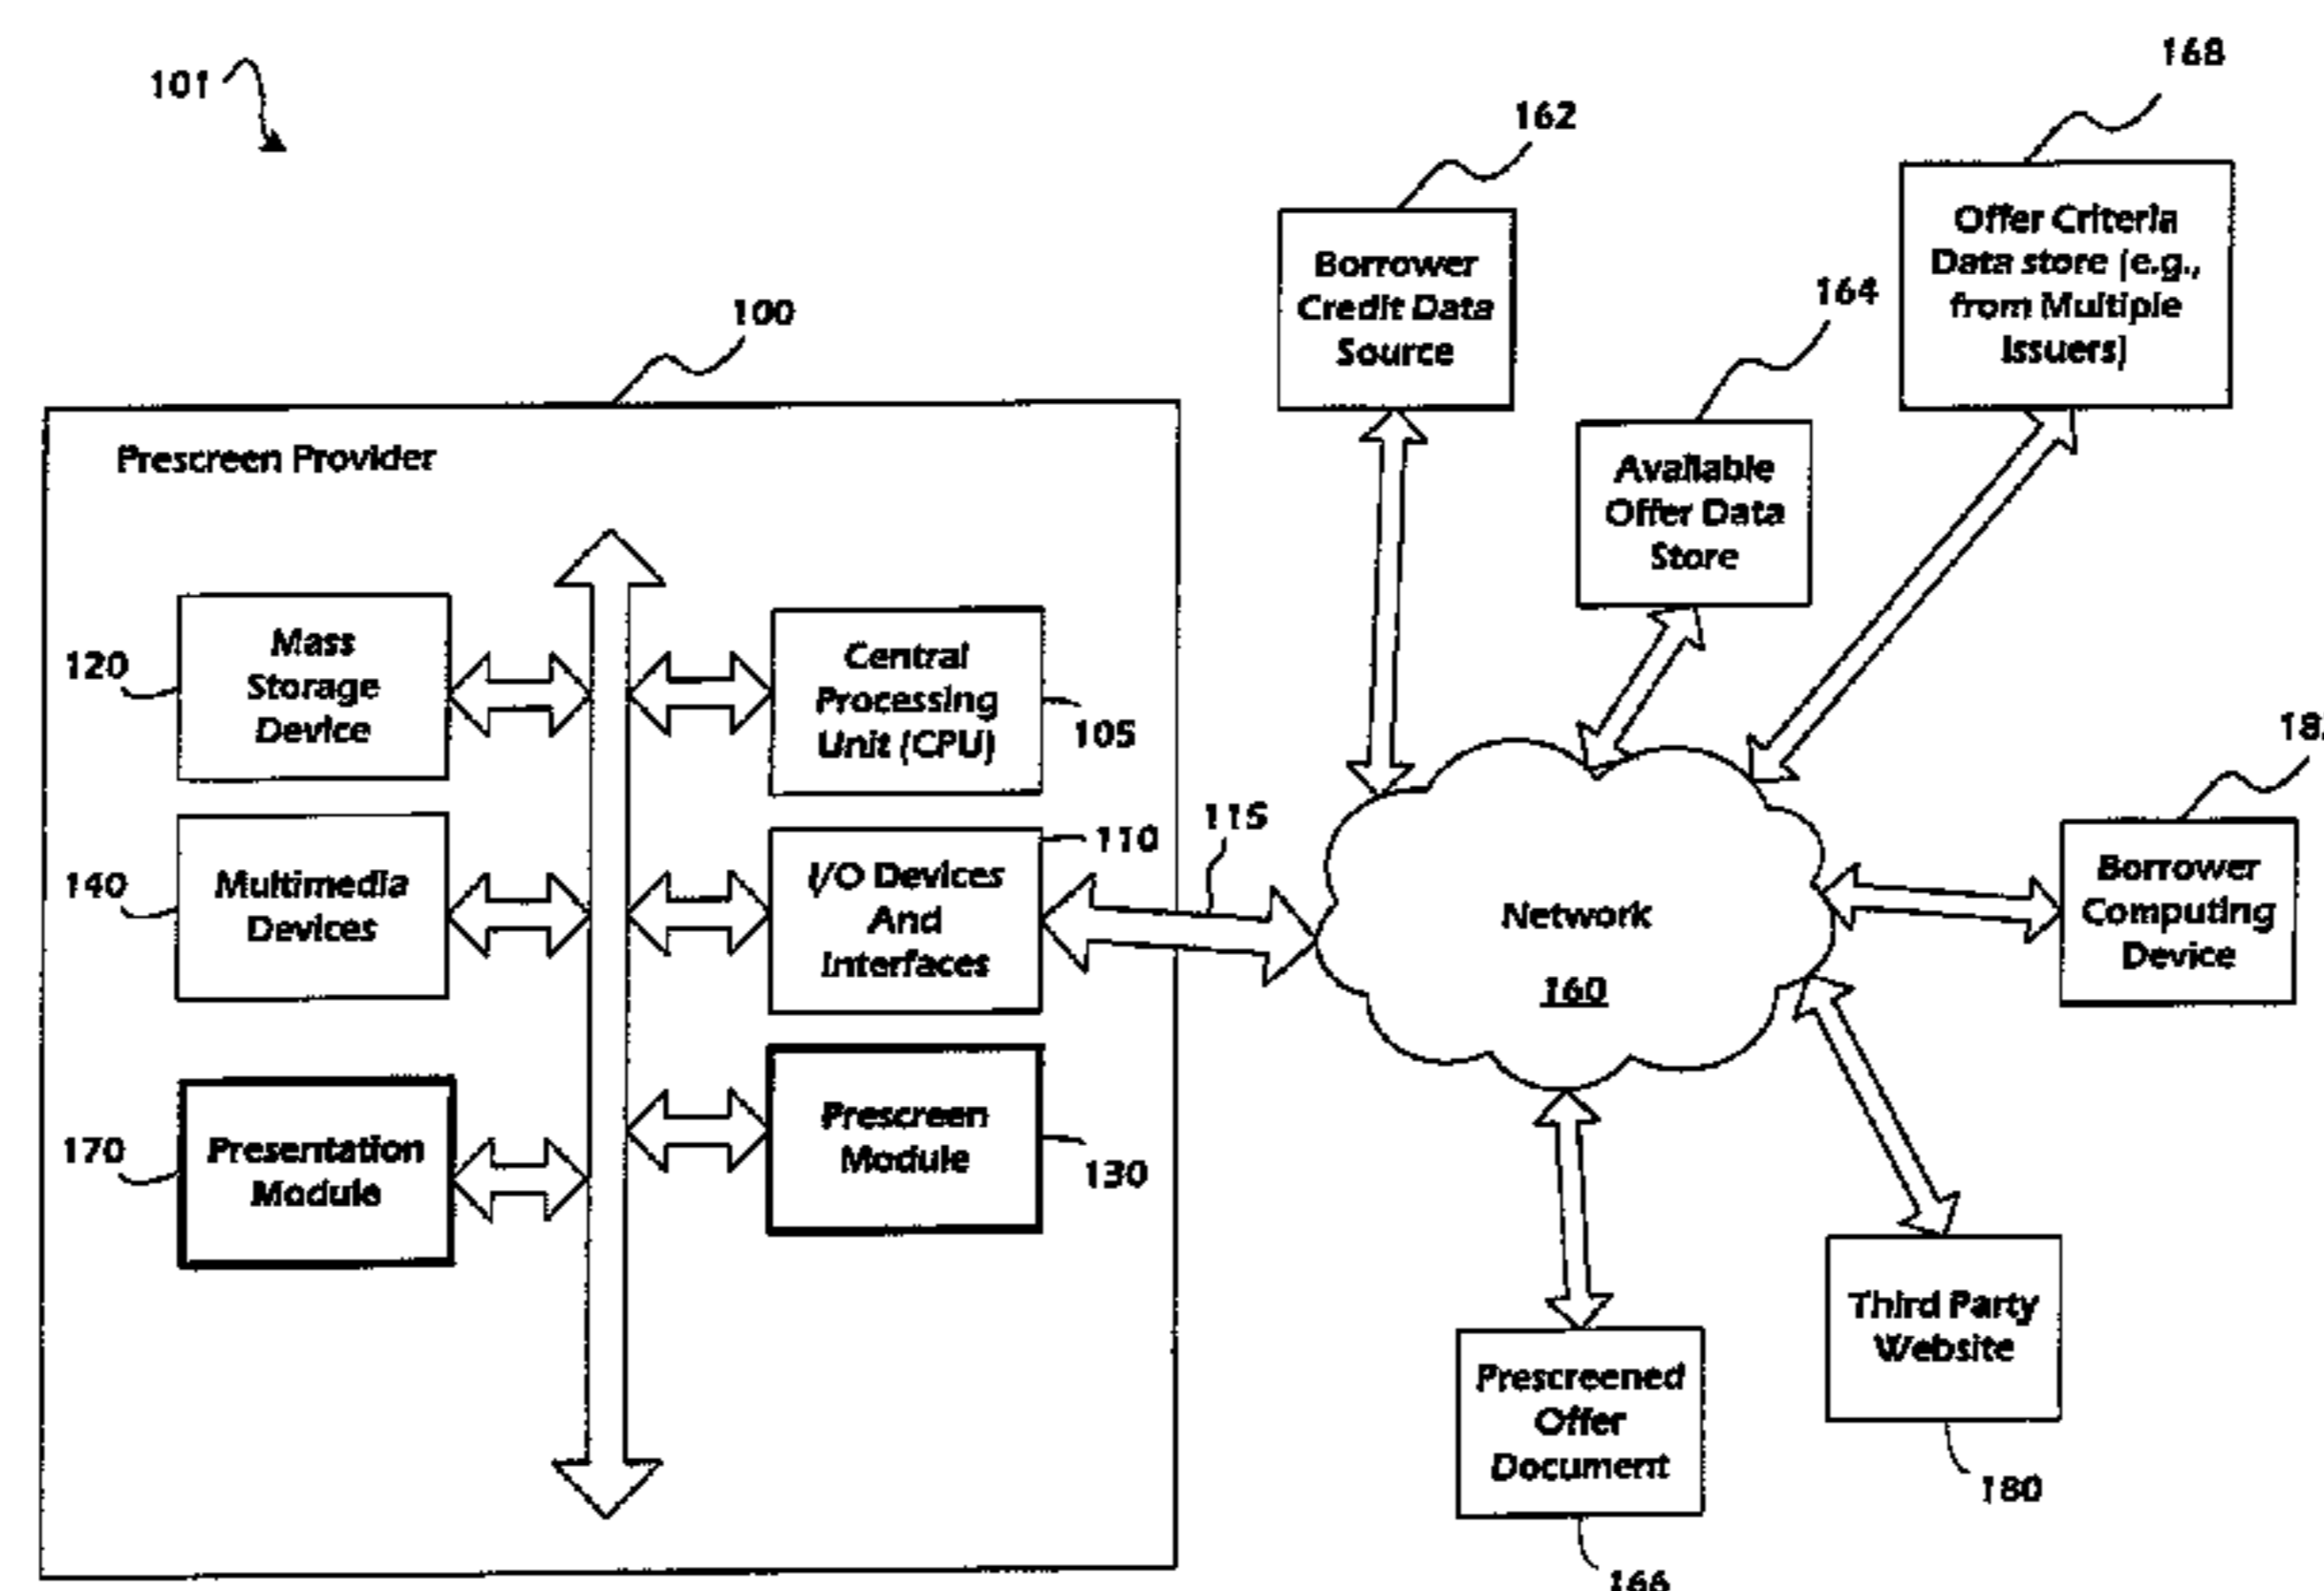 101
168
162
Offer Criteria
Data store (e.g.,
from Multiple
Issuers)
Borrower
Credit Data
Source
164
100
Available
Offer Data
Store
Prescreen Provider
Mass
Storage
Device
120
Central
Processing
Unit (CPU)
105
Multimedia
Devices
140
I/O Devices
And
Interfaces
110
115
Network
160
Borrower
Computing
Device
Presentation
Module
170
Prescreen
Module
130
Third Party
Website
180
Prescreened
Offer
Document
166